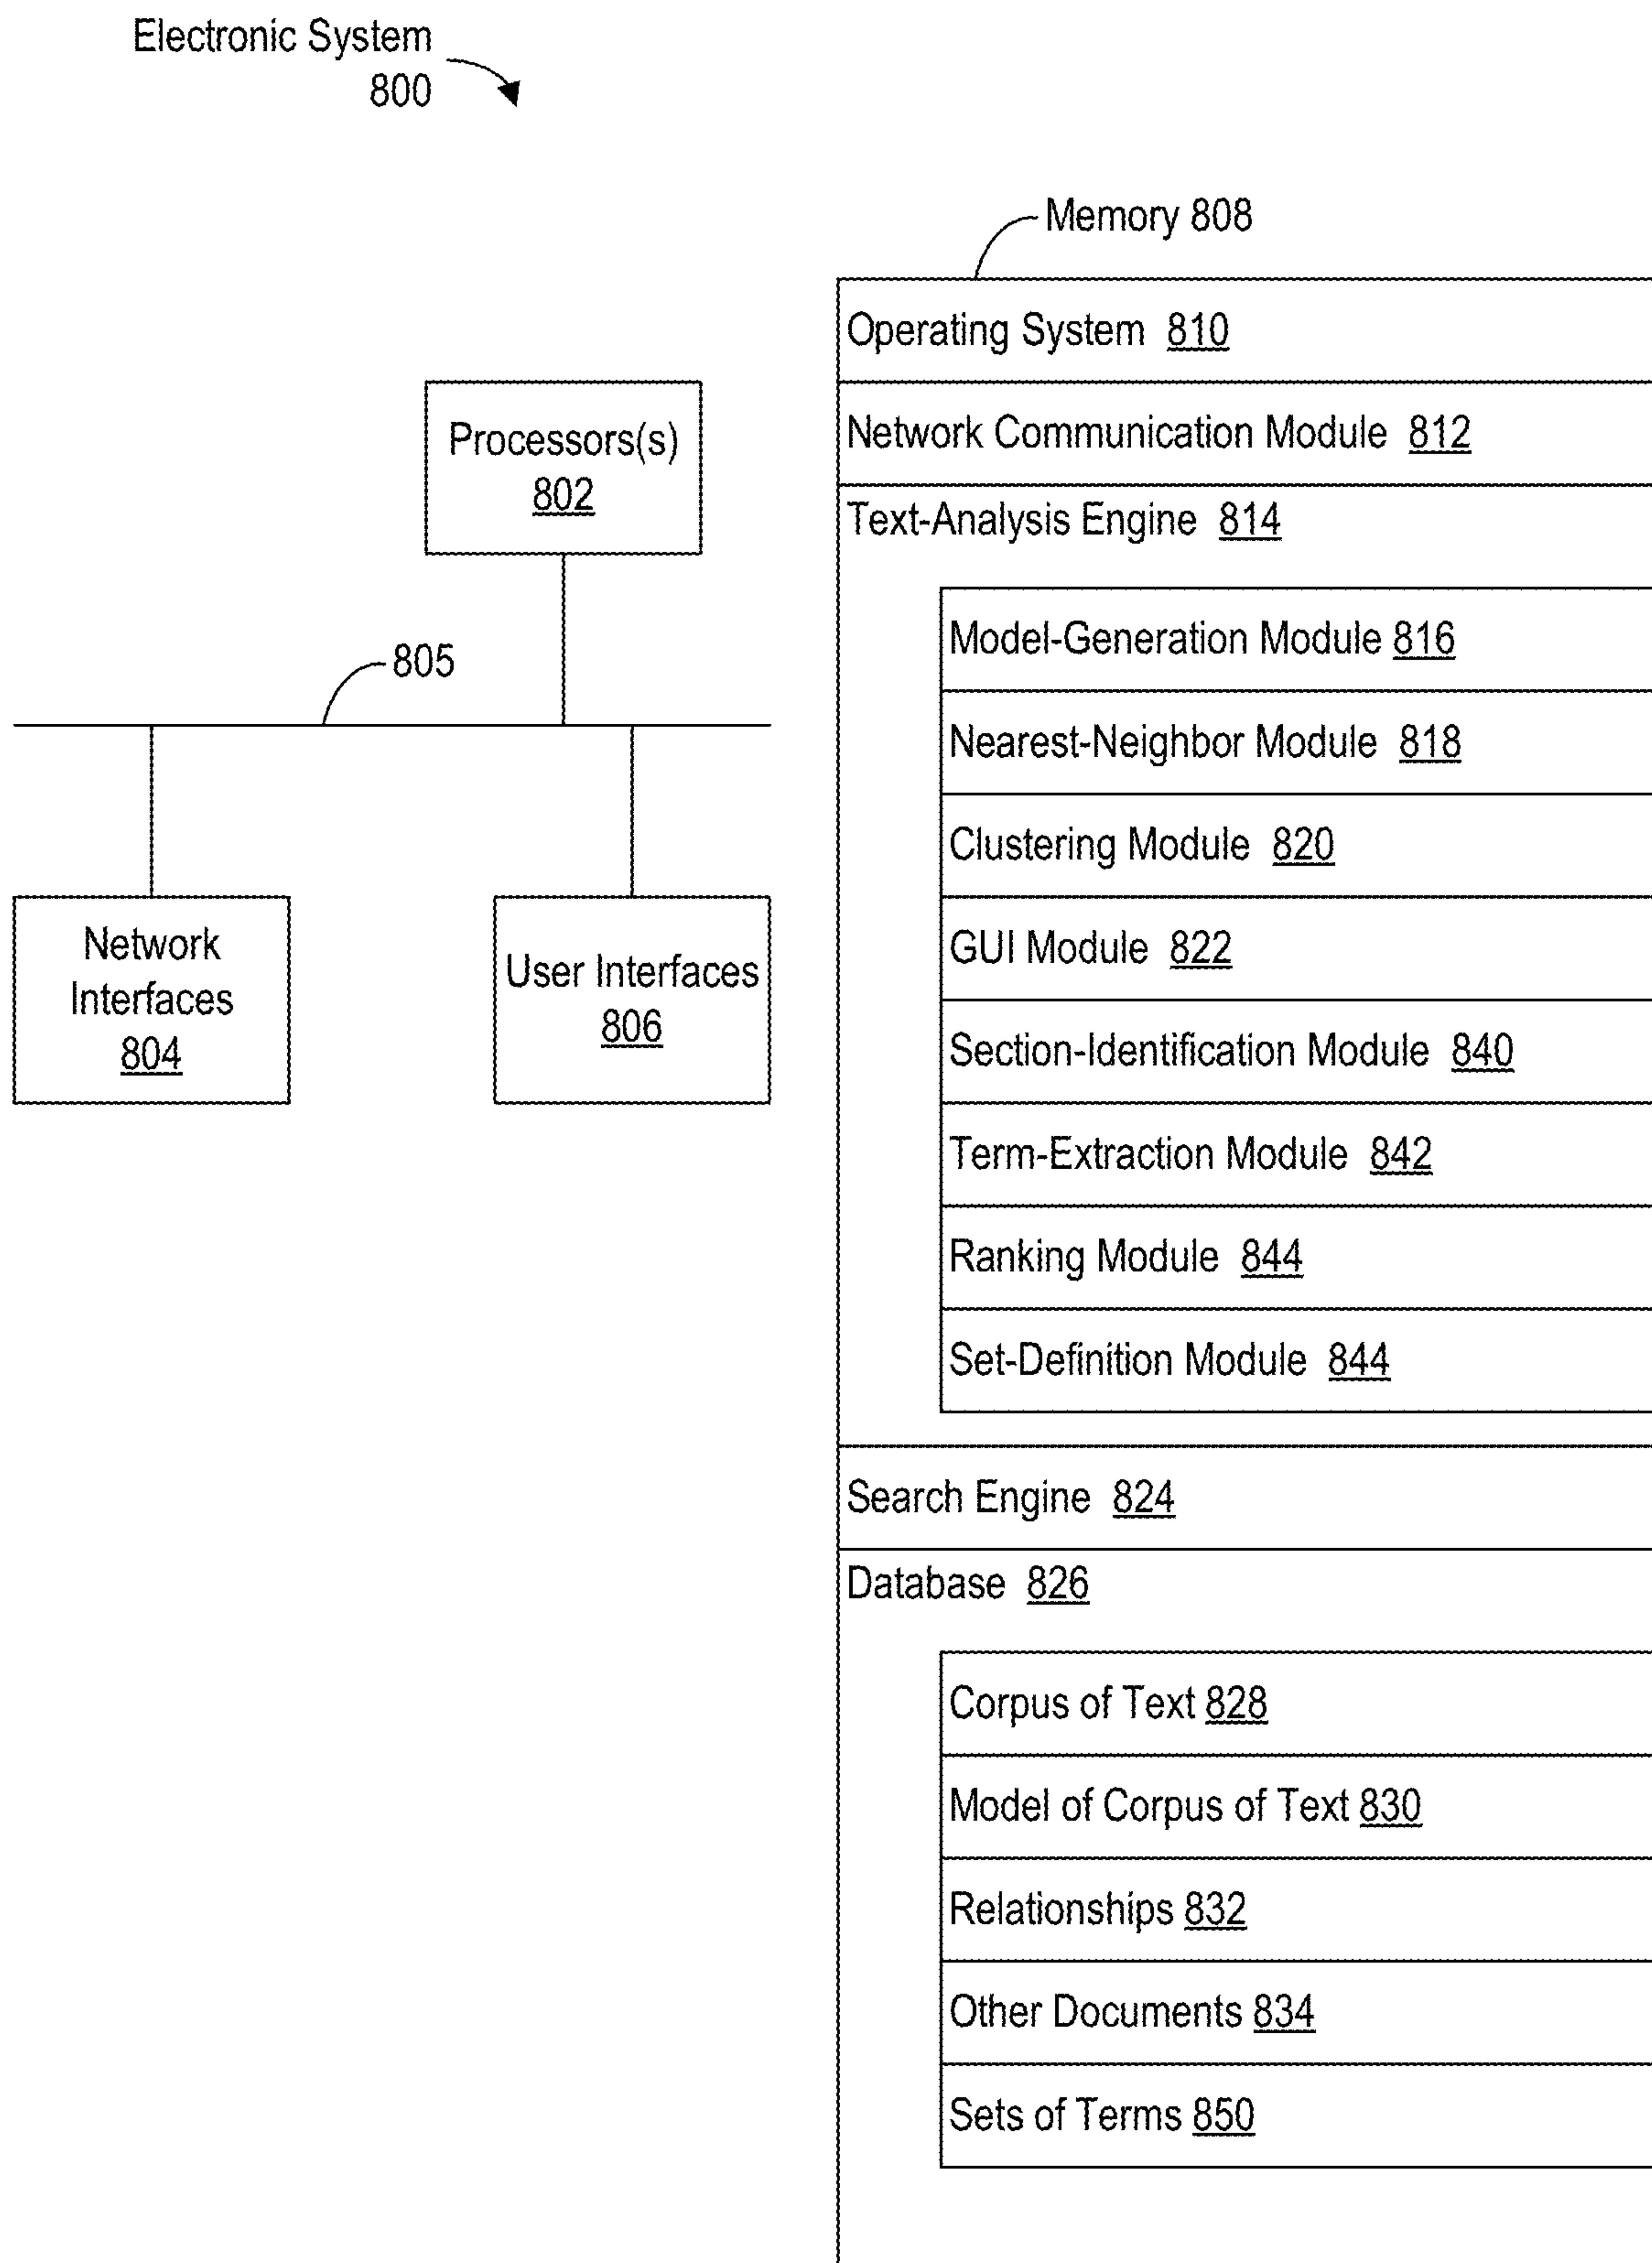 Electronic System
800
Memory 808
Operating System 810
Network Communication Module 812
Text-Analysis Engine 814
Model-Generation Module 816
Nearest-Neighbor Module 818
Clustering Module 820
GUI Module 822
Section-Identification Module 840
Term-Extraction Module 842
Ranking Module 844
Set-Definition Module 844
Search Engine 824
Database 826
Corpus of Text 828
Model of Corpus of Text 830
Relationships 832
Other Documents 834
Sets of Terms 850
Processors(s)
802
805
Network
Interfaces
804
User Interfaces
806